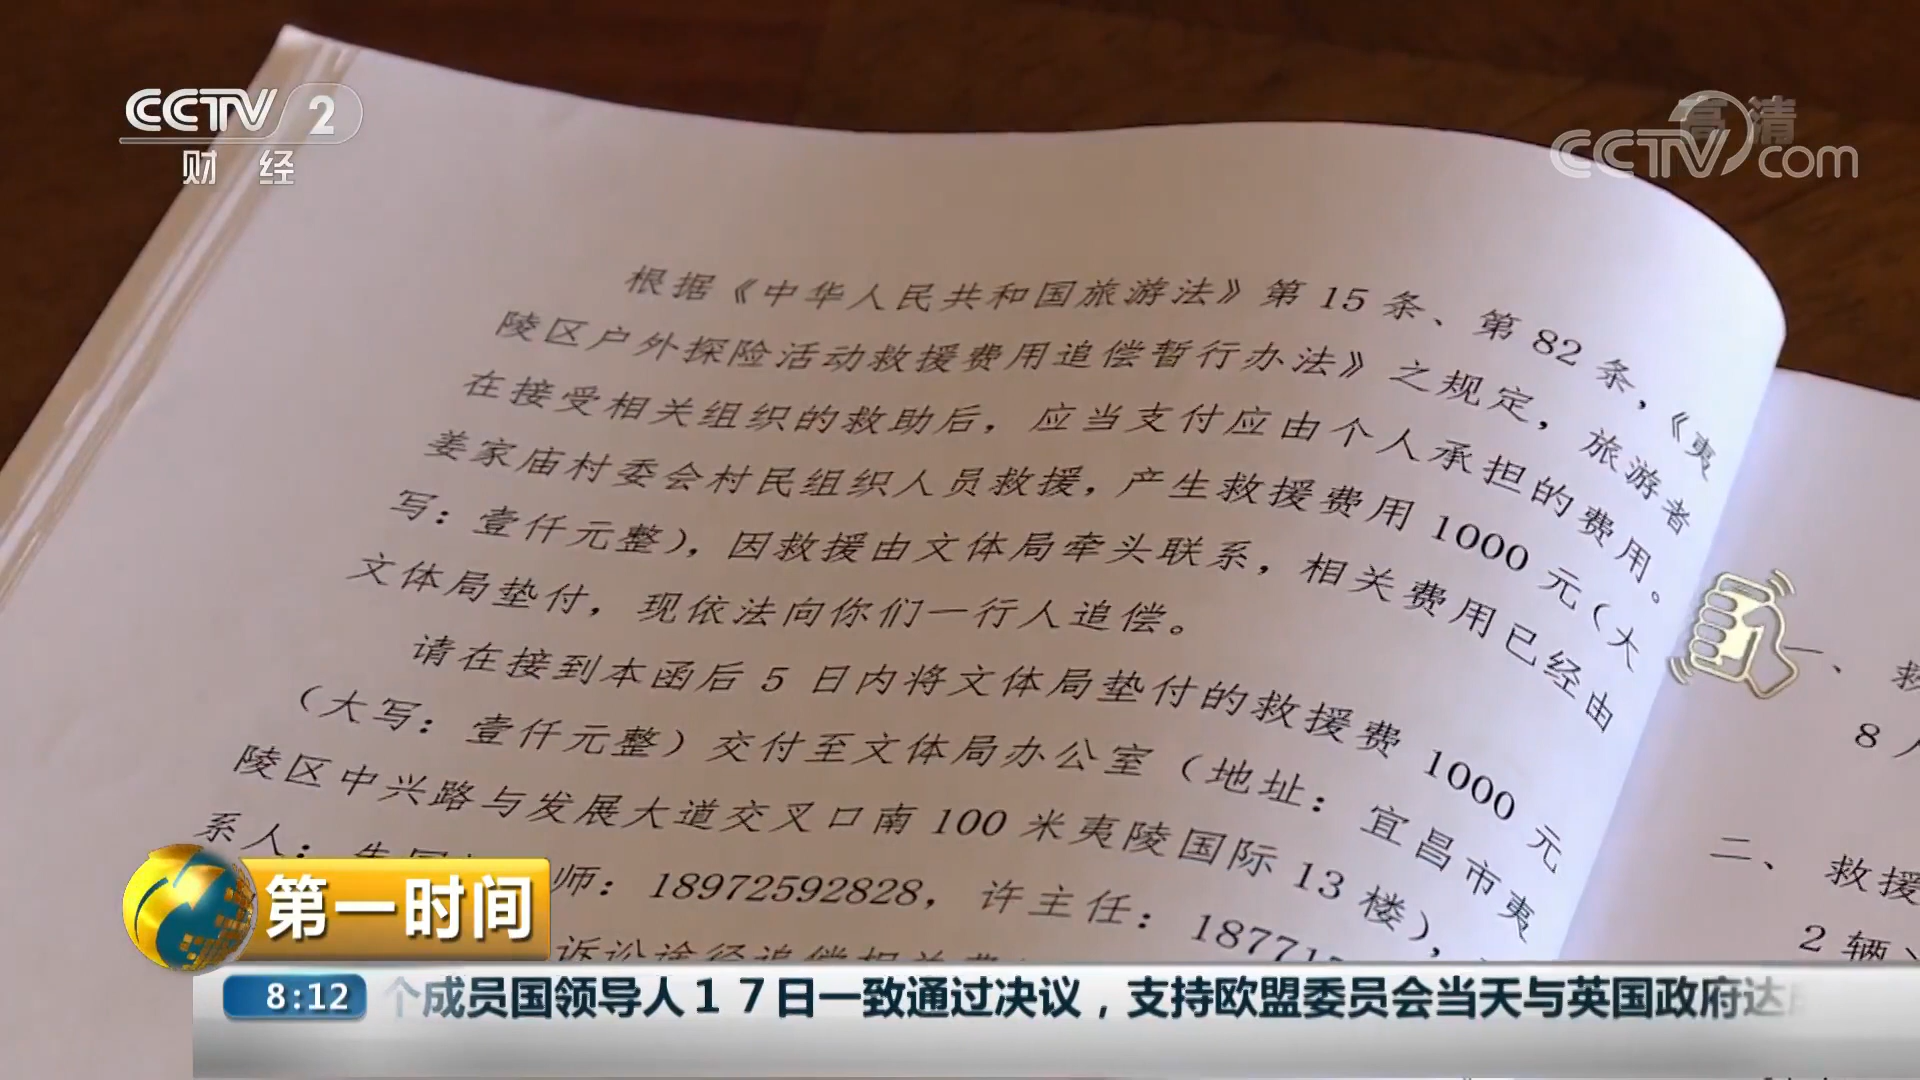 CCTV 2
财 经
高清
CCTV com
根据《中华人民共和国旅游法》第 15 条、第 82 条，《夷
陵区户外探险活动救援费用追偿暂行办法》之规定，旅游者
在接受相关组织的救助后，应当支付应由个人承担的费用。
姜家庙村委会村民组织人员救援，产生救援费用 1000 元（大
写：壹仟元整），因救援由文体局牵头联系，相关费用已经由
文体局垫付，现依法向你们一行人追偿。
请在接到本函后 5 日内将文体局垫付的救援费 1000 元
（大写：壹仟元整）交付至文体局办公室（地址：宜昌市夷
陵区中兴路与发展大道交叉口南 100 米夷陵国际 13 楼），
系人： 师：18972592828，许主任：18771
诉讼途径追偿相关费
一、 救
8 人
二、 救援
2 辆
第一时间
8:12 个成员国领导人１７日一致通过决议，支持欧盟委员会当天与英国政府达